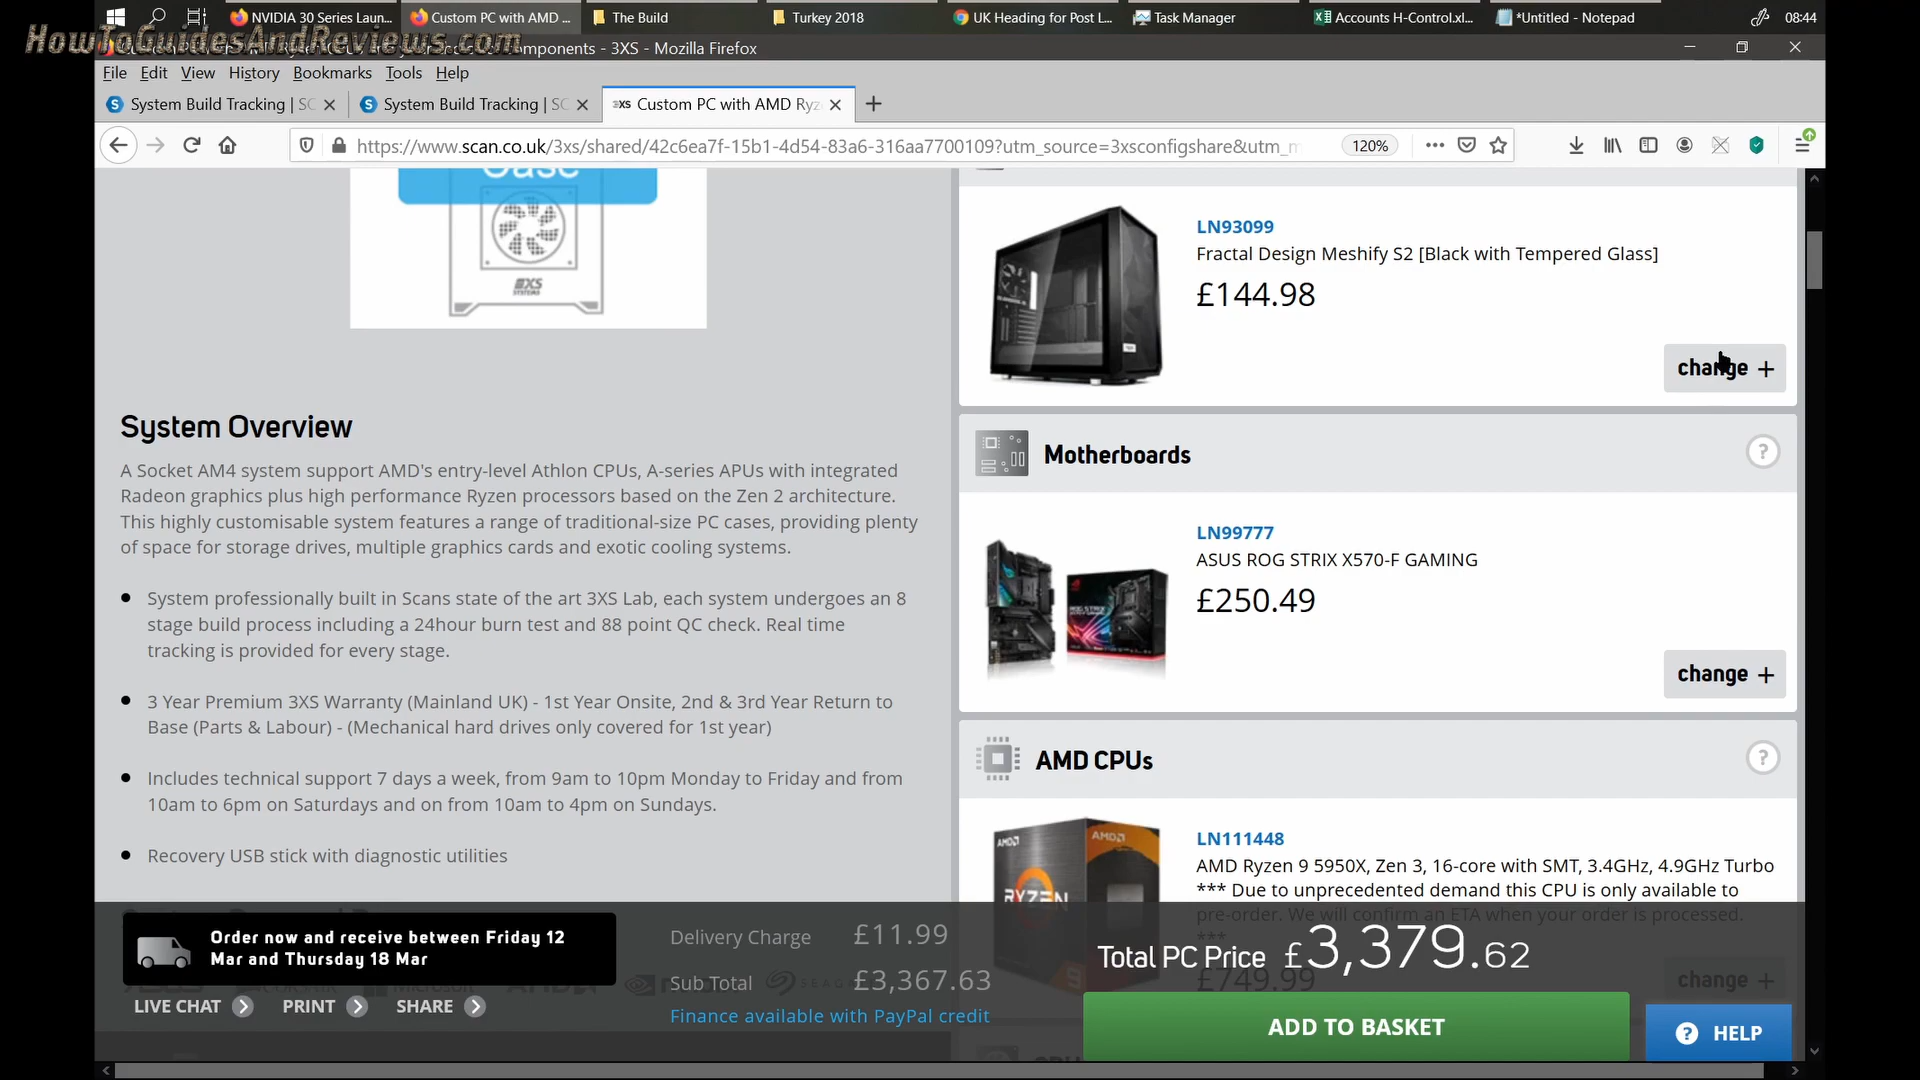 NVIDIA 30 Series Laun...
Custom PC with AMD ...
The Build
Turkey 2018
UK Heading for Post L...
Task Manager
Accounts H-Control.xl...
*Untitled - Notepad
08:44
HowToGuidesAndReviews.com
omponents - 3XS - Mozilla Firefox
File Edit View History Bookmarks Tools Help
System Build Tracking | SC
System Build Tracking | SC
3XS Custom PC with AMD Ryz
https://www.scan.co.uk/3xs/shared/42c6ea7f-15b1-4d54-83a6-316aa7700109?utm_source=3xsconfigshare&utm_m
120%
Case
3XS
SYSTEMS
System Overview
A Socket AM4 system support AMD's entry-level Athlon CPUs, A-series APUs with integrated
Radeon graphics plus high performance Ryzen processors based on the Zen 2 architecture.
This highly customisable system features a range of traditional-size PC cases, providing plenty
of space for storage drives, multiple graphics cards and exotic cooling systems.
System professionally built in Scans state of the art 3XS Lab, each system undergoes an 8
stage build process including a 24hour burn test and 88 point QC check. Real time
tracking is provided for every stage.
3 Year Premium 3XS Warranty (Mainland UK) - 1st Year Onsite, 2nd & 3rd Year Return to
Base (Parts & Labour) - (Mechanical hard drives only covered for 1st year)
Includes technical support 7 days a week, from 9am to 10pm Monday to Friday and from
10am to 6pm on Saturdays and on from 10am to 4pm on Sundays.
Recovery USB stick with diagnostic utilities
LN93099
Fractal Design Meshify S2 [Black with Tempered Glass]
£144.98
change +
Motherboards
?
LN99777
ASUS ROG STRIX X570-F GAMING
£250.49
change +
AMD CPUs
?
AMD
AMD
RYZEN
9
LN111448
AMD Ryzen 9 5950X, Zen 3, 16-core with SMT, 3.4GHz, 4.9GHz Turbo
*** Due to unprecedented demand this CPU is only available to
pre-order. We will confirm an ETA when your order is processed.
***
£749.99
change +
Order now and receive between Friday 12
Mar and Thursday 18 Mar
LIVE CHAT
PRINT
SHARE
Delivery Charge £11.99
Sub Total £3,367.63
Finance available with PayPal credit
Total PC Price £3,379.62
ADD TO BASKET
? HELP